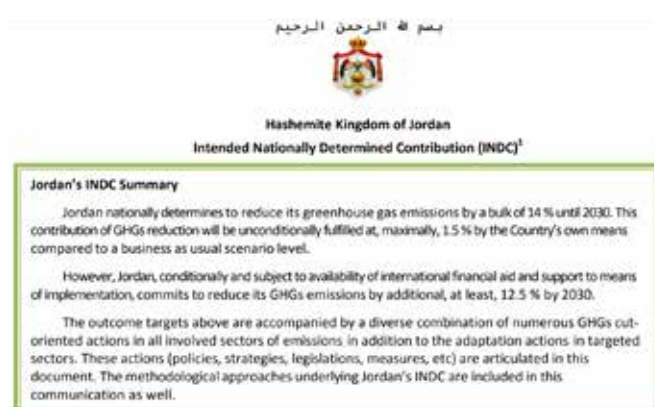 بسم الله الرحمن الرحيم
Hashemite Kingdom of Jordan
Intended Nationally Determined Contribution (INDC)¹
Jordan's INDC Summary
Jordan nationally determines to reduce its greenhouse gas emissions by a bulk of 14 % until 2030. This
contribution of GHGs reduction will be unconditionally fulfilled at, maximally, 1.5 % by the Country's own means
compared to a business as usual scenario level.
However, Jordan, conditionally and subject to availability of international financial aid and support to means
of implementation, commits to reduce its GHGs emissions by additional, at least, 12.5 % by 2030.
The outcome targets above are accompanied by a diverse combination of numerous GHGs cut-
oriented actions in all involved sectors of emissions in addition to the adaptation actions in targeted
sectors. These actions (policies, strategies, legislations, measures, etc) are articulated in this
document. The methodological approaches underlying Jordan's INDC are included in this
communication as well.